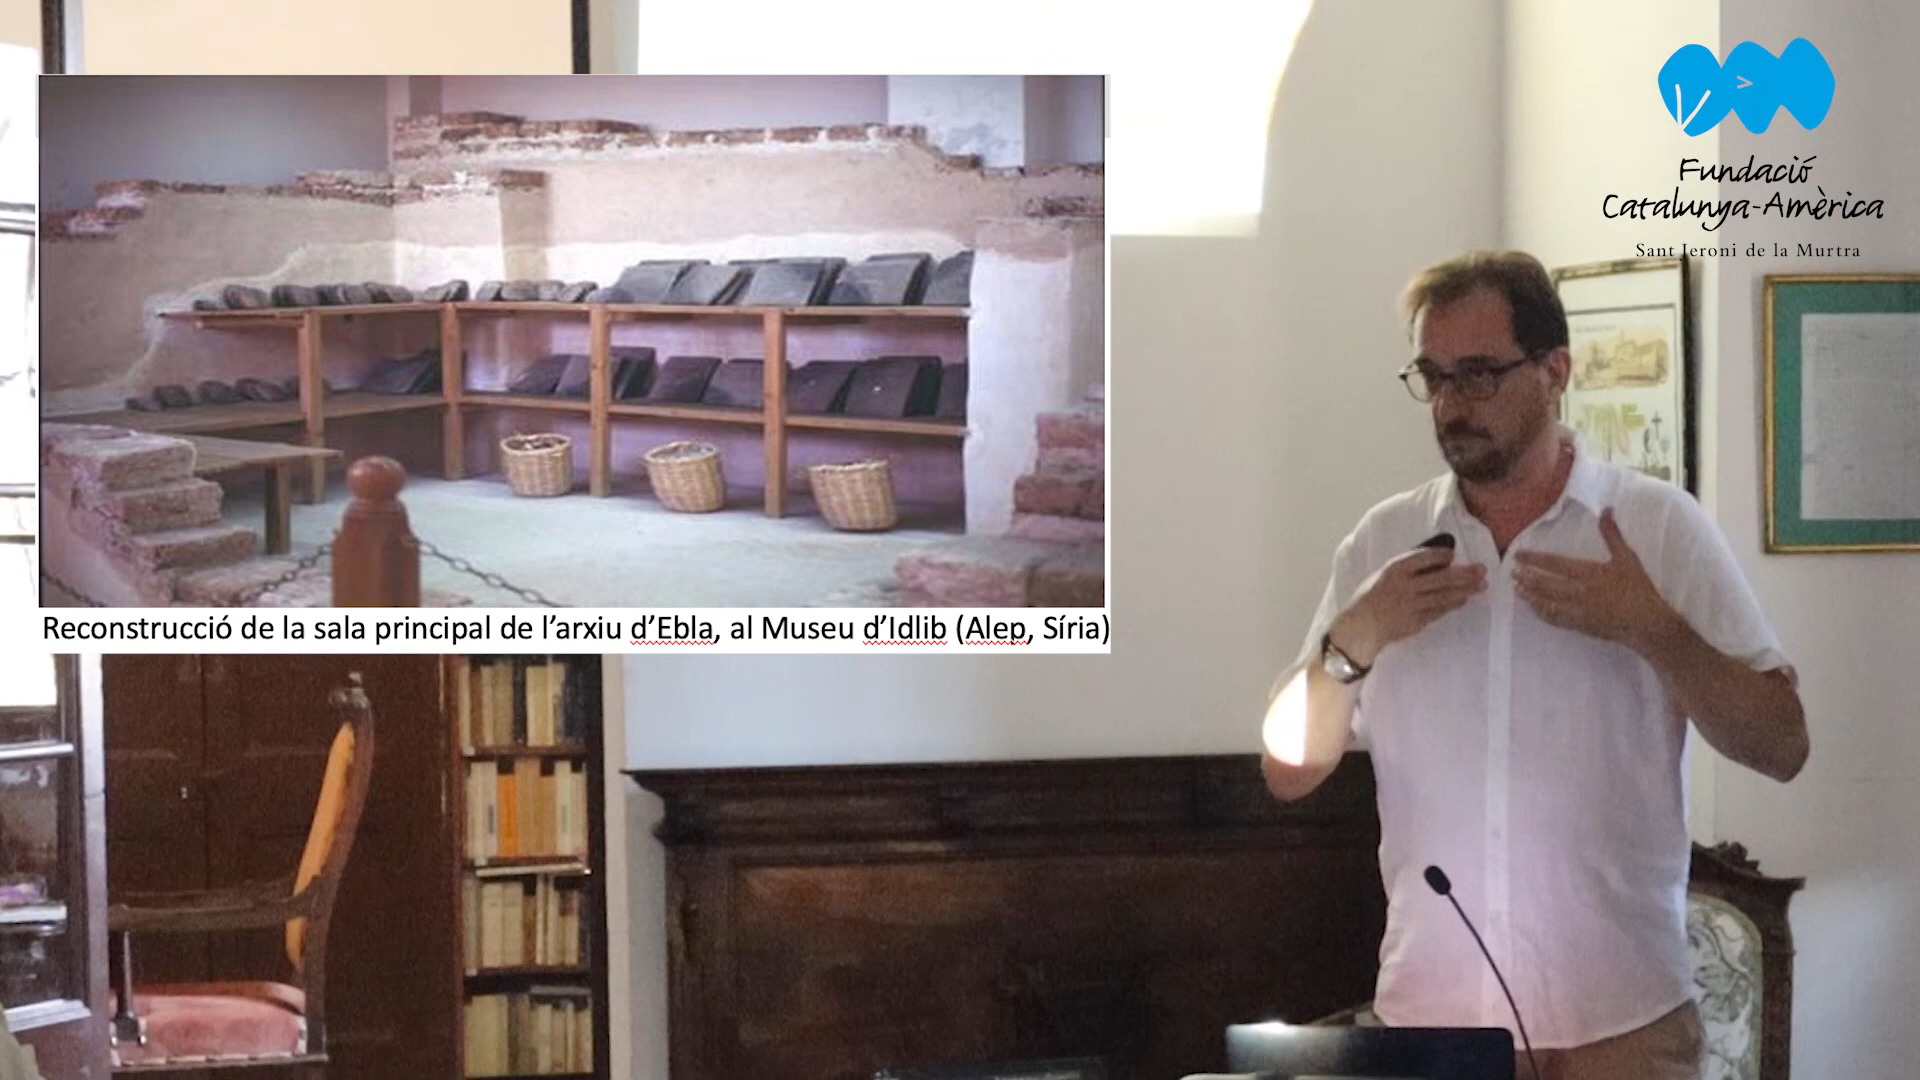 Fundació
Catalunya-Amèrica
Sant Jeroni de la Murtra
Reconstrucció de la sala principal de l'arxiu d'Ebla, al Museu d'Idlib (Alep, Síria)